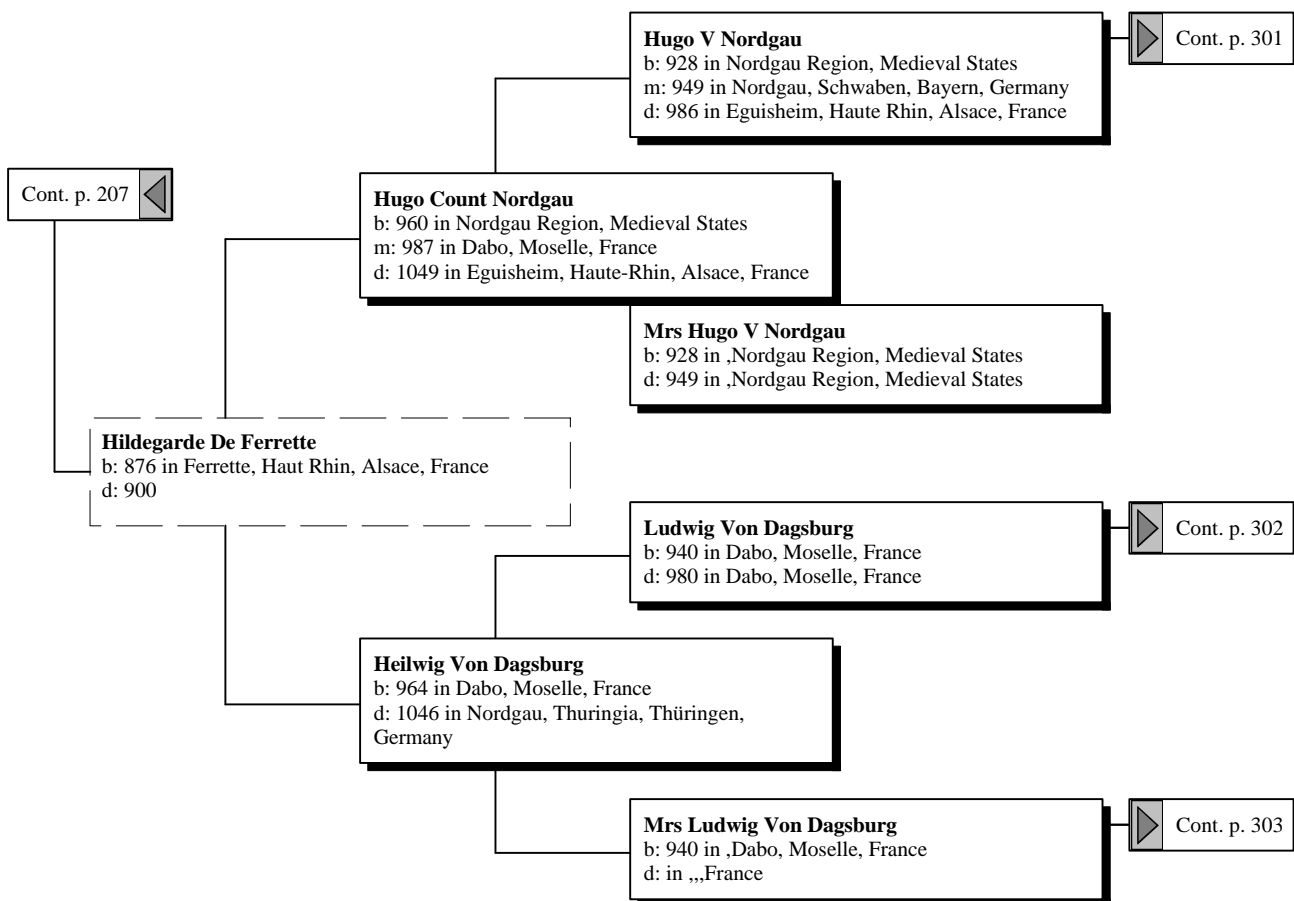 Hugo V Nordgau
b: 928 in Nordgau Region, Medieval States
m: 949 in Nordgau, Schwaben, Bayern, Germany
d: 986 in Eguisheim, Haute Rhin, Alsace, France
Cont. p. 301
Cont. p. 207
Hugo Count Nordgau
b: 960 in Nordgau Region, Medieval States
m: 987 in Dabo, Moselle, France
d: 1049 in Eguisheim, Haute-Rhin, Alsace, France
Mrs Hugo V Nordgau
b: 928 in ,Nordgau Region, Medieval States
d: 949 in ,Nordgau Region, Medieval States
Hildegarde De Ferrette
b: 876 in Ferrette, Haut Rhin, Alsace, France
d: 900
Ludwig Von Dagsburg
b: 940 in Dabo, Moselle, France
d: 980 in Dabo, Moselle, France
Cont. p. 302
Heilwig Von Dagsburg
b: 964 in Dabo, Moselle, France
d: 1046 in Nordgau, Thuringia, Thüringen,
Germany
Mrs Ludwig Von Dagsburg
b: 940 in ,Dabo, Moselle, France
d: in ,,,France
Cont. p. 303